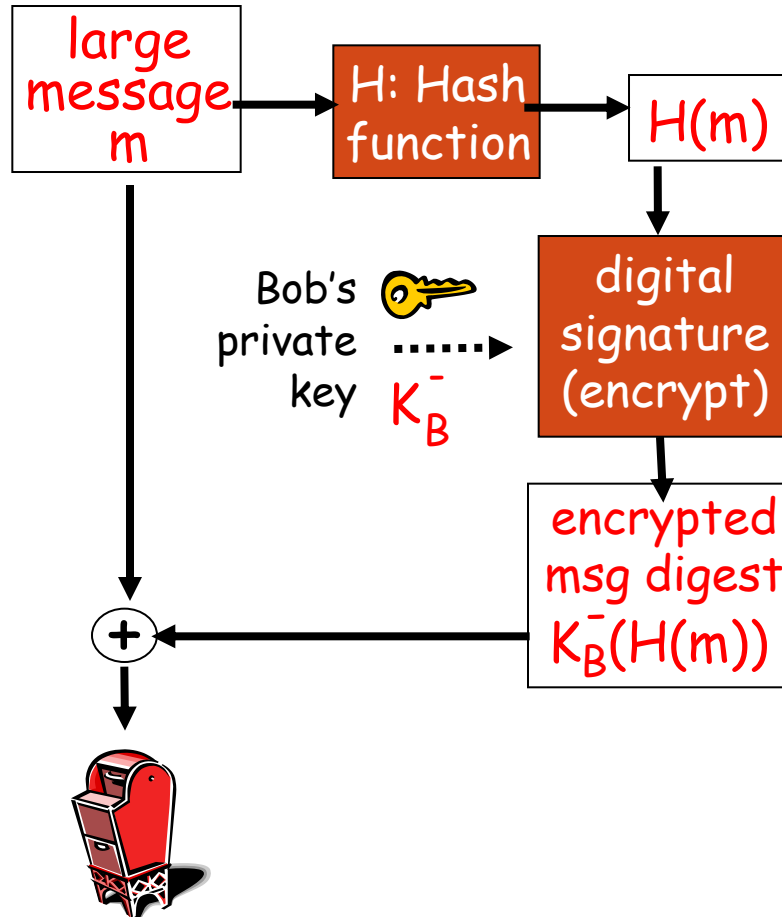 large
message
m
H: Hash
function
H(m)
Bob's
private
key
K_B^-
digital
signature
(encrypt)
encrypted
msg digest
K_B^-(H(m))
+